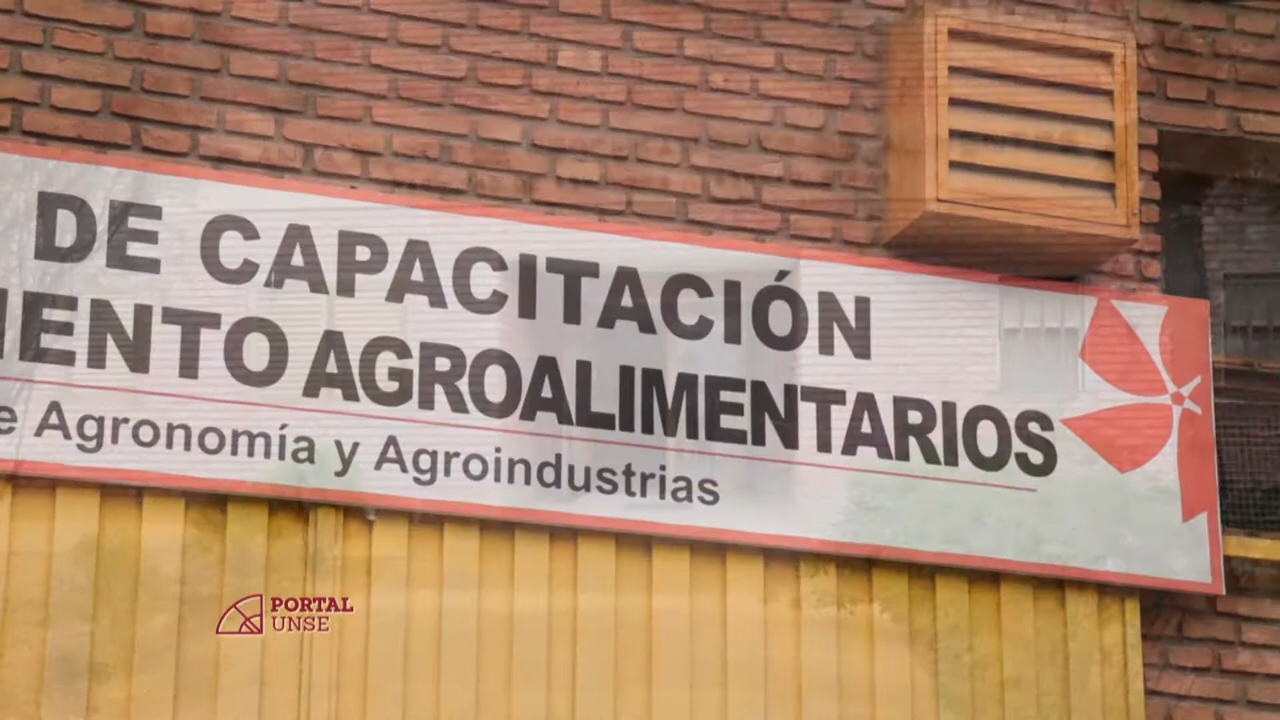 DE CAPACITACIÓN
IENTO AGROALIMENTARIOS
e Agronomía y Agroindustrias
PORTAL
UNSE